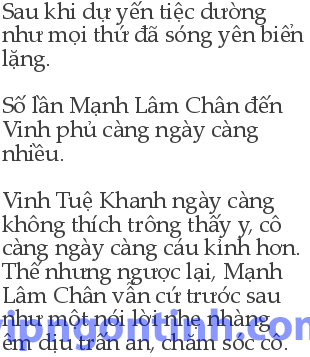 Sau khi dự yến tiệc dường
như mọi thứ đã sóng yên biển
lặng.
Số lần Mạnh Lâm Chân đến
Vinh phủ càng ngày càng
nhiều.
Vinh Tuệ Khanh ngày càng
không thích trông thấy y, cô
càng ngày càng cáu kỉnh hơn.
Thế nhưng ngược lại, Mạnh
Lâm Chân vẫn cứ trước sau
như một nói lời nhẹ nhàng
êm dịu trấn an, chăm sóc cô.
vipngontinh.com